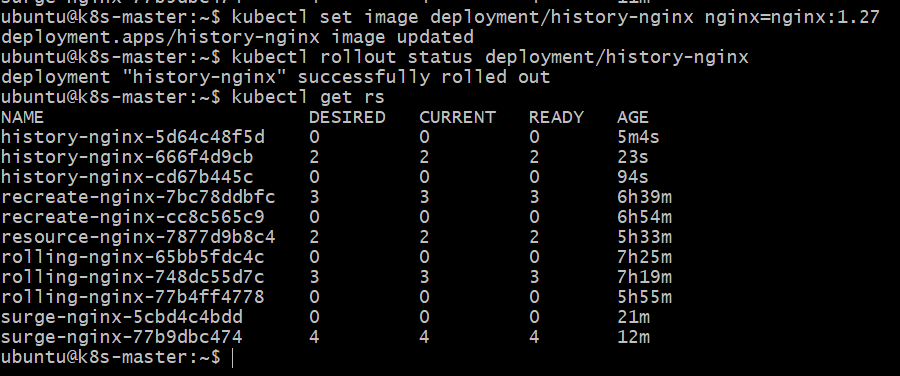 ubuntu@k8s-master:~$ kubectl set image deployment/history-nginx nginx=nginx:1.27
deployment.apps/history-nginx image updated
ubuntu@k8s-master:~$ kubectl rollout status deployment/history-nginx
deployment "history-nginx" successfully rolled out
ubuntu@k8s-master:~$ kubectl get rs
NAME                       DESIRED   CURRENT   READY   AGE
history-nginx-5d64c48f5d   0         0         0       5m4s
history-nginx-666f4d9cb    2         2         2       23s
history-nginx-cd67b445c    0         0         0       94s
recreate-nginx-7bc78ddbfc  3         3         3       6h39m
recreate-nginx-cc8c565c9   0         0         0       6h54m
resource-nginx-7877d9b8c4  2         2         2       5h33m
rolling-nginx-65bb5fdc4c   0         0         0       7h25m
rolling-nginx-748dc55d7c   3         3         3       7h19m
rolling-nginx-77b4ff4778   0         0         0       5h55m
surge-nginx-5cbd4c4bdd     0         0         0       21m
surge-nginx-77b9dbc474     4         4         4       12m
ubuntu@k8s-master:~$